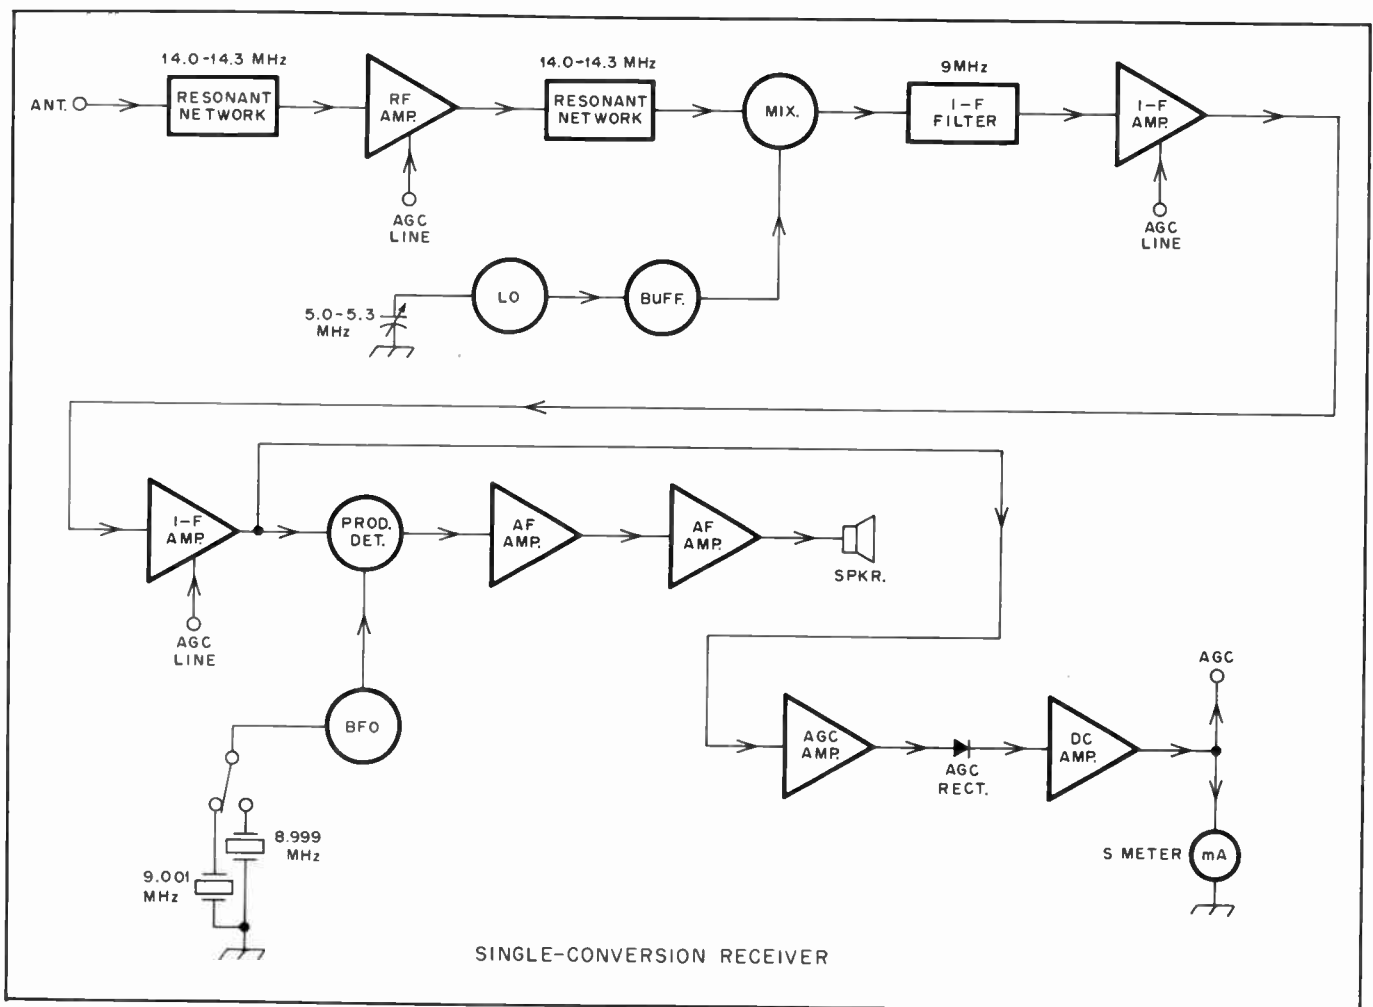 14.0-14.3 MHz
14.0-14.3 MHz
9MHz
ANT.
RESONANT
NETWORK
RF
AMP.
RESONANT
NETWORK
MIX.
I-F
FILTER
I-F
AMP.
AGC
LINE
AGC
LINE
5.0-5.3
MHz
LO
BUFF.
I-F
AMP.
PROD.
DET.
AF
AMP.
AF
AMP.
SPKR.
AGC
LINE
BFO
AGC
AGC
AMP.
AGC
RECT.
DC
AMP.
8.999
MHz
9.001
MHz
S METER
mA
SINGLE-CONVERSION RECEIVER